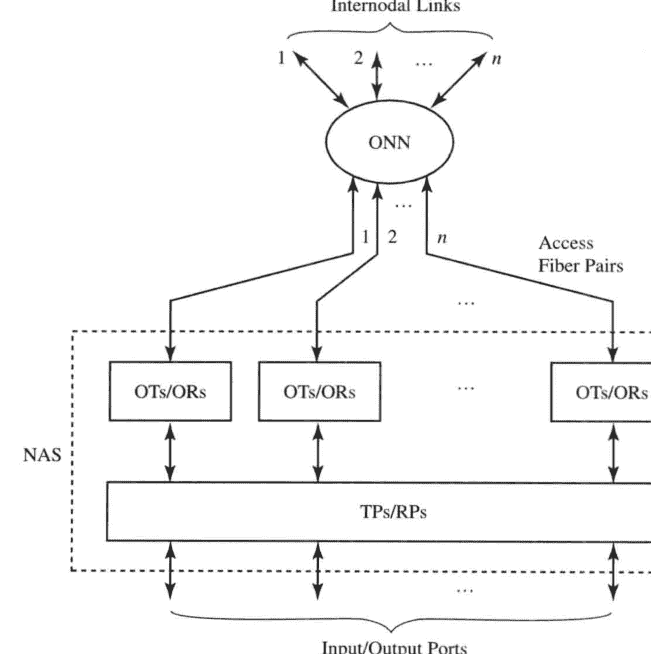 Internodal Links
1 2 ... n
ONN
...
1 2 n
Access
Fiber Pairs
...
OTs/ORs OTs/ORs ... OTs/ORs
NAS
TPs/RPs
...
Input/Output Ports